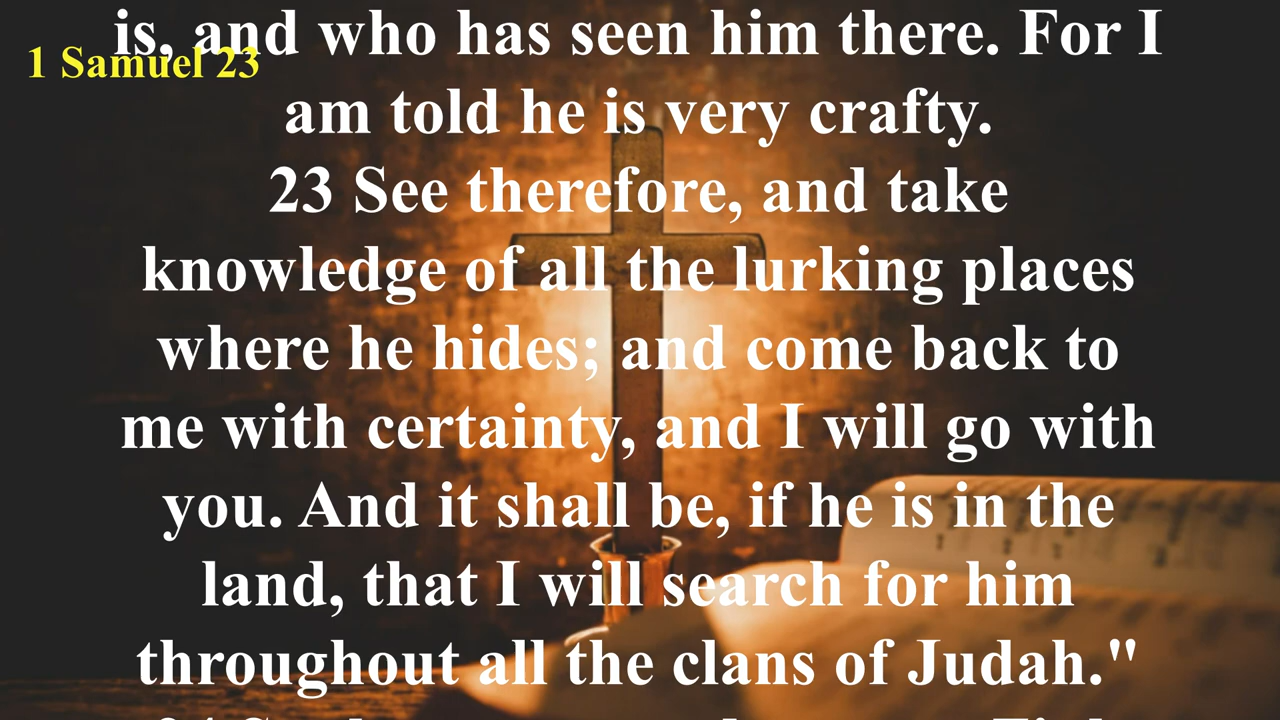 is, and who has seen him there. For I
1 Samuel 23
am told he is very crafty.
23 See therefore, and take
knowledge of all the lurking places
where he hides; and come back to
me with certainty, and I will go with
you. And it shall be, if he is in the
land, that I will search for him
throughout all the clans of Judah."